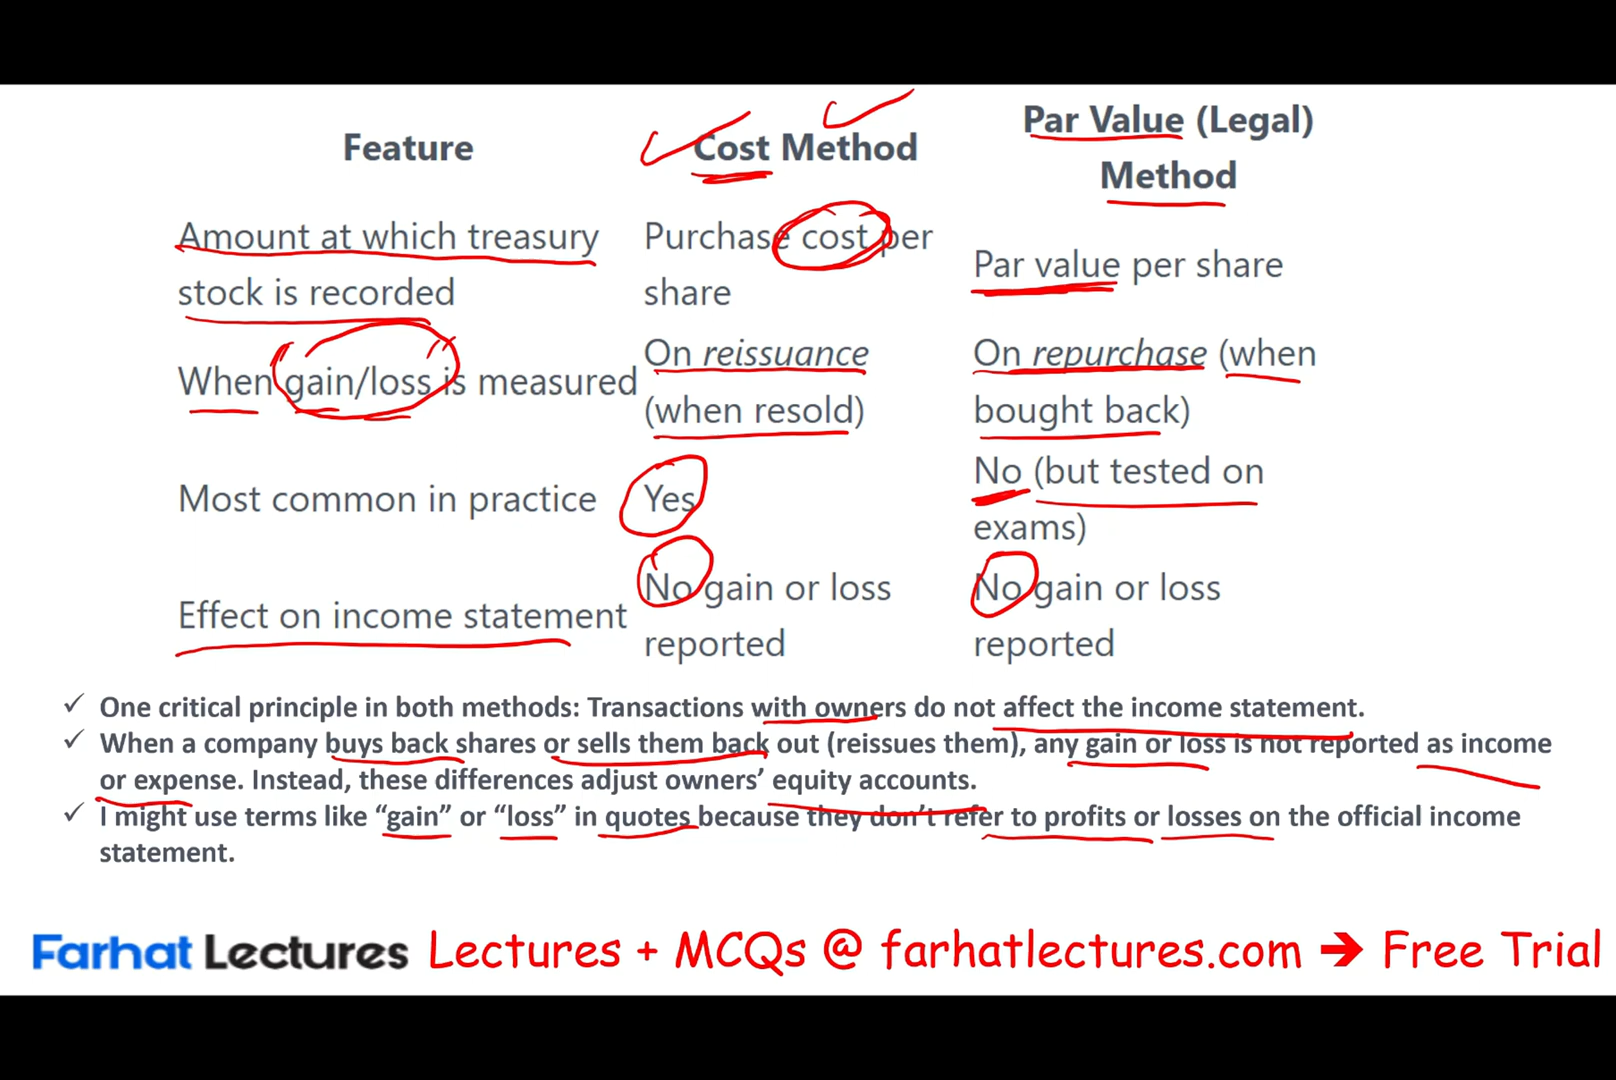 Feature
Cost Method
Par Value (Legal)
Method
Amount at which treasury
stock is recorded
Purchase cost per
share
Par value per share
When gain/loss is measured
On reissuance
(when resold)
On repurchase (when
bought back)
Most common in practice
Yes
No (but tested on
exams)
Effect on income statement
No gain or loss
reported
No gain or loss
reported
✓ One critical principle in both methods: Transactions with owners do not affect the income statement.
✓ When a company buys back shares or sells them back out (reissues them), any gain or loss is not reported as income
or expense. Instead, these differences adjust owners’ equity accounts.
✓ I might use terms like “gain” or “loss” in quotes because they don’t refer to profits or losses on the official income
statement.
Farhat Lectures Lectures + MCQs @ farhatlectures.com → Free Trial